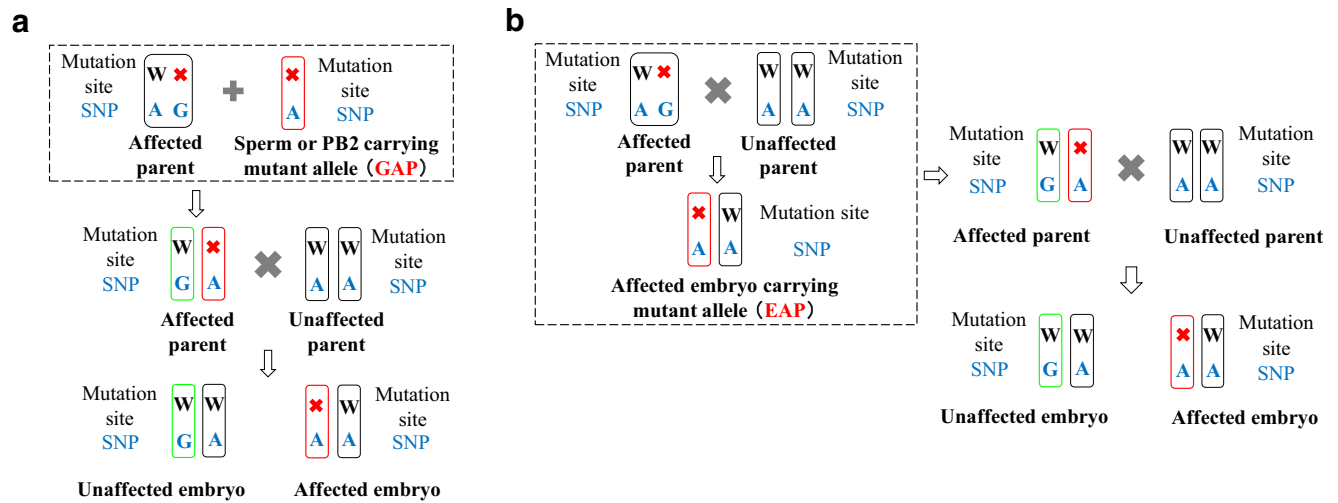 a
Mutation site SNP
W ✖
A G
Affected parent
✖
A
Mutation site SNP
Sperm or PB2 carrying mutant allele (GAP)
Mutation site SNP
W ✖
G A
Affected parent
W W
A A
Mutation site SNP
Unaffected parent
Mutation site SNP
W W
G A
Unaffected embryo
✖ W
A A
Mutation site SNP
Affected embryo
b
Mutation site SNP
W ✖
A G
Affected parent
W W
A A
Mutation site SNP
Unaffected parent
✖ W
A A
Mutation site
SNP
Affected embryo carrying mutant allele (EAP)
Mutation site SNP
W ✖
G A
Affected parent
W W
A A
Mutation site SNP
Unaffected parent
Mutation site SNP
W W
G A
Unaffected embryo
✖ W
A A
Mutation site SNP
Affected embryo